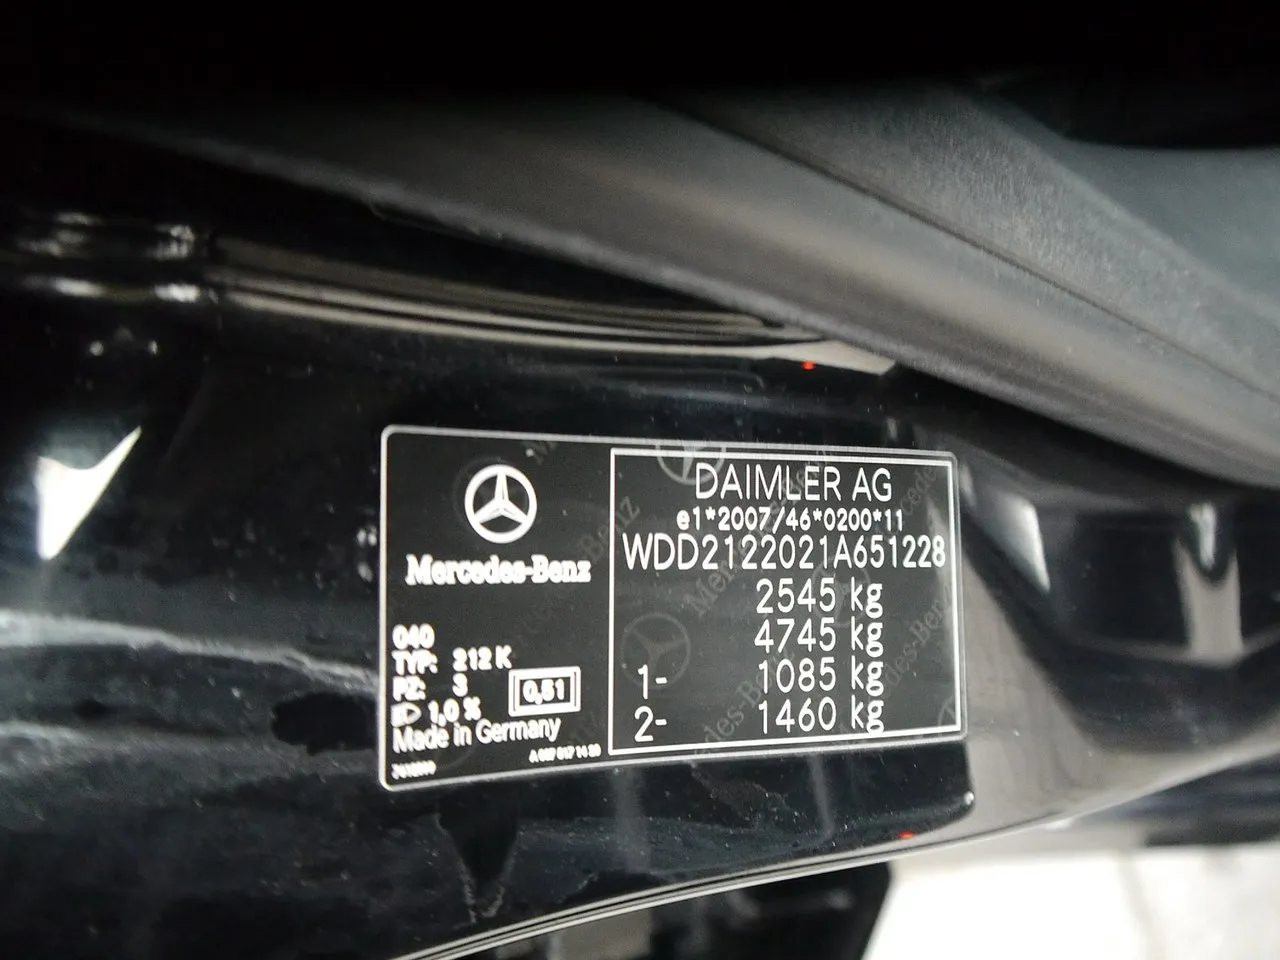 Mercedes-Benz
040
TYP: 212 K
PZ: 3
0,51
1,0 %
Made in Germany
DAIMLER AG
e1*2007/46*0200*11
WDD2122021A651228
2545 kg
4745 kg
1- 1085 kg
2- 1460 kg